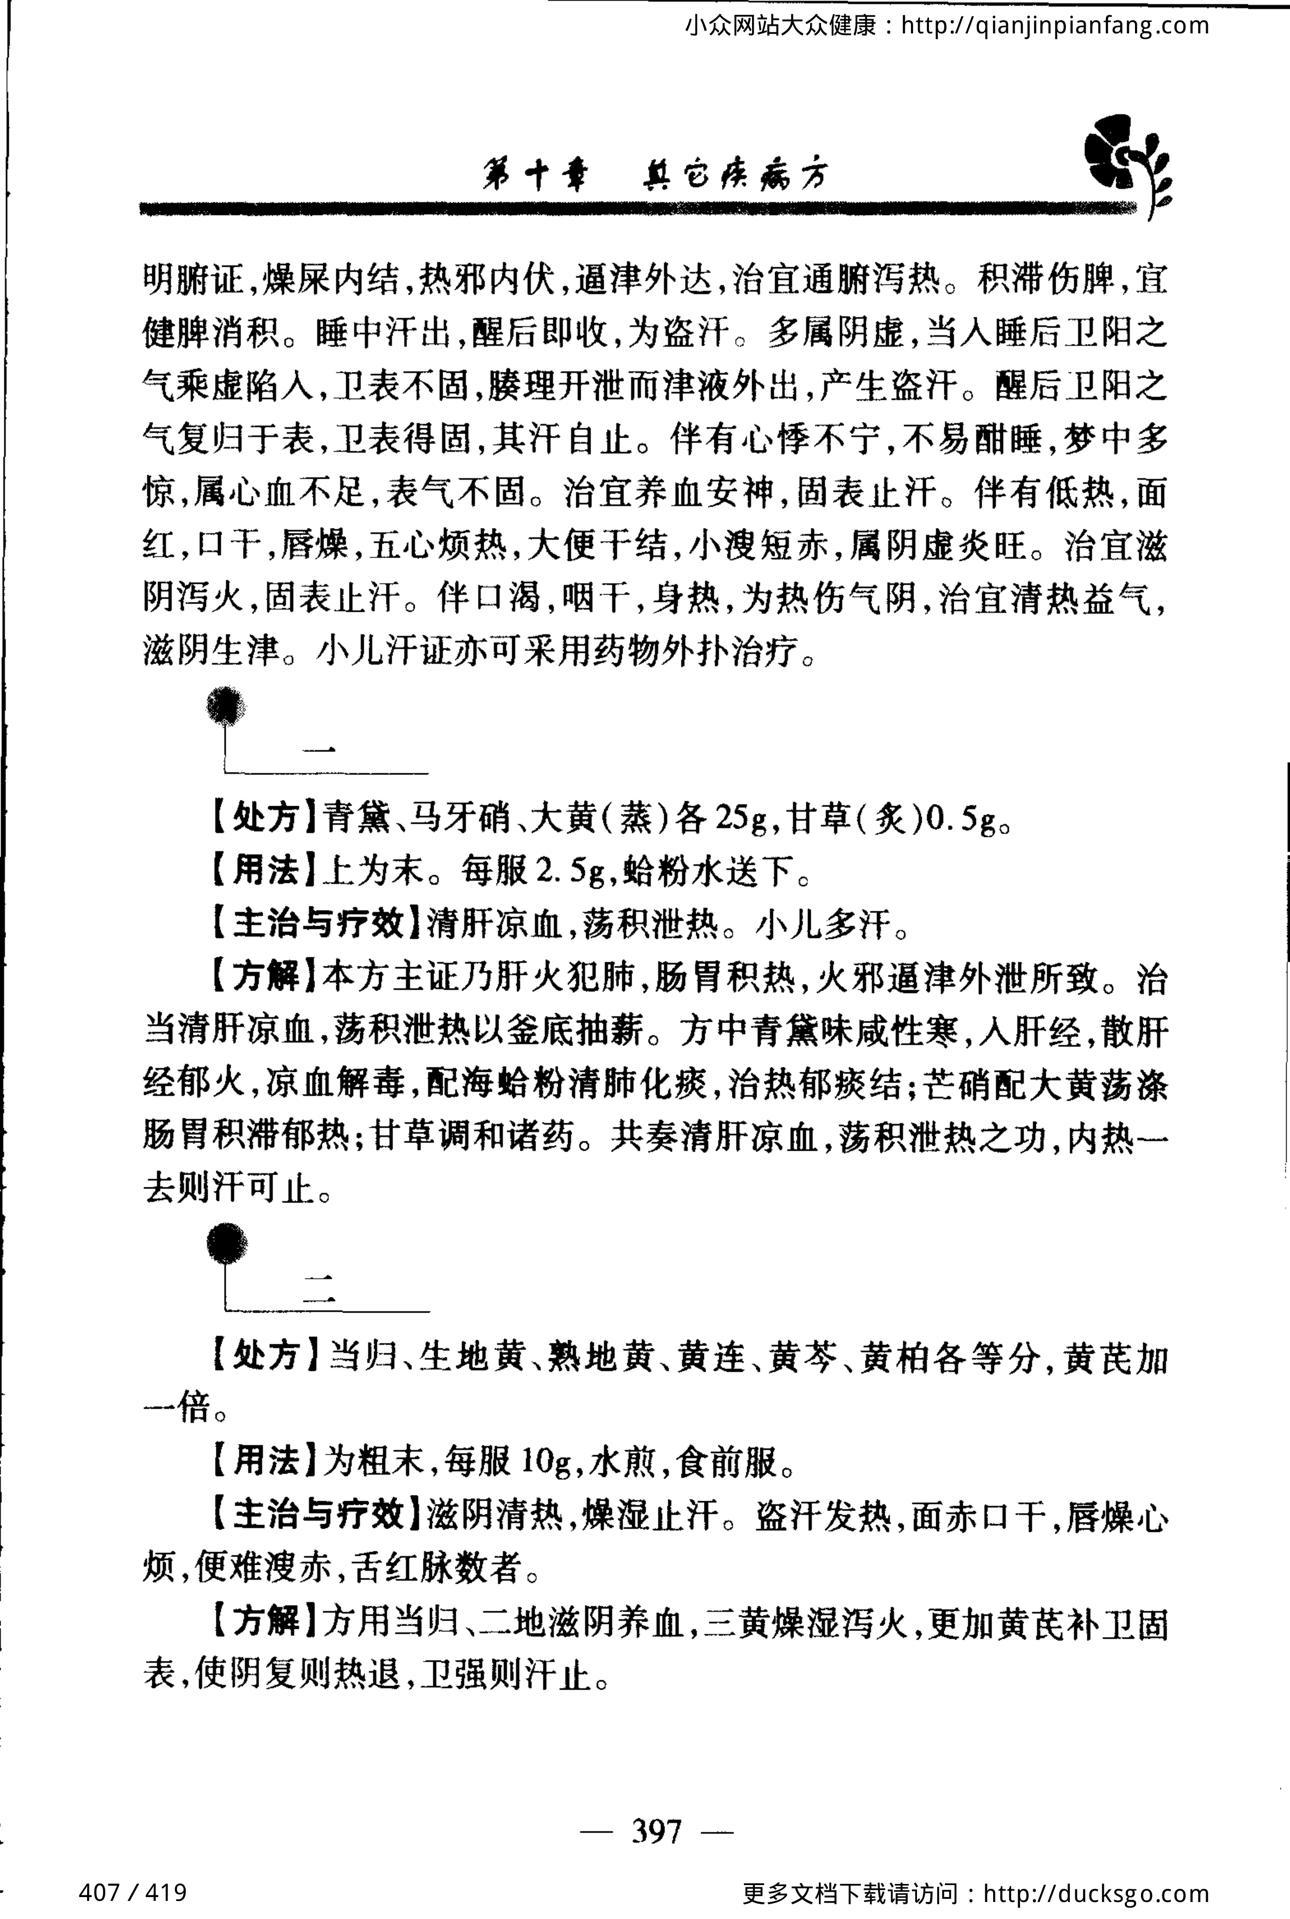 小众网站大众健康：http://qianjinpianfang.com
第十章　其它疾病方
明腑证,燥屎内结,热邪内伏,逼津外达,治宜通腑泻热。积滞伤脾,宜
健脾消积。睡中汗出,醒后即收,为盗汗。多属阴虚,当入睡后卫阳之
气乘虚陷入,卫表不固,腠理开泄而津液外出,产生盗汗。醒后卫阳之
气复归于表,卫表得固,其汗自止。伴有心悸不宁,不易酣睡,梦中多
惊,属心血不足,表气不固。治宜养血安神,固表止汗。伴有低热,面
红,口干,唇燥,五心烦热,大便干结,小溲短赤,属阴虚炎旺。治宜滋
阴泻火,固表止汗。伴口渴,咽干,身热,为热伤气阴,治宜清热益气,
滋阴生津。小儿汗证亦可采用药物外扑治疗。
一
【处方】青黛、马牙硝、大黄(蒸)各25g,甘草(炙)0.5g。
【用法】上为末。每服2.5g,蛤粉水送下。
【主治与疗效】清肝凉血,荡积泄热。小儿多汗。
【方解】本方主证乃肝火犯肺,肠胃积热,火邪逼津外泄所致。治
当清肝凉血,荡积泄热以釜底抽薪。方中青黛味咸性寒,入肝经,散肝
经郁火,凉血解毒,配海蛤粉清肺化痰,治热郁痰结;芒硝配大黄荡涤
肠胃积滞郁热;甘草调和诸药。共奏清肝凉血,荡积泄热之功,内热一
去则汗可止。
二
【处方】当归、生地黄、熟地黄、黄连、黄芩、黄柏各等分,黄芪加
一倍。
【用法】为粗末,每服10g,水煎,食前服。
【主治与疗效】滋阴清热,燥湿止汗。盗汗发热,面赤口干,唇燥心
烦,便难溲赤,舌红脉数者。
【方解】方用当归、二地滋阴养血,三黄燥湿泻火,更加黄芪补卫固
表,使阴复则热退,卫强则汗止。
— 397 —
407 / 419
更多文档下载请访问：http://ducksgo.com